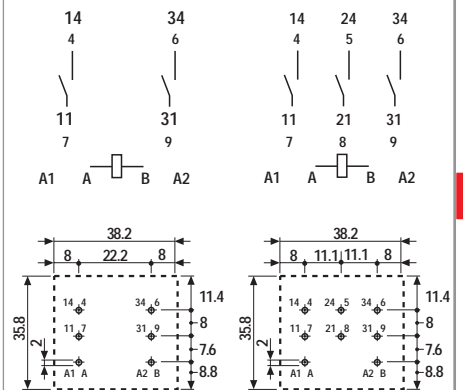 14 34 14 24 34
4 6 4 5 6
11 31 11 21 31
7 9 7 8 9
A1 A B A2 A1 A B A2
38.2 38.2
8 22.2 8 8 11.1 11.1 8
14 4 34 6 11.4 14 4 24 5 34 6 11.4
35.8 8 35.8 8
11 7 31 9 11 7 21 8 31 9
2 7.6 2 7.6
A1 A A2 B 8.8 A1 A A2 B 8.8